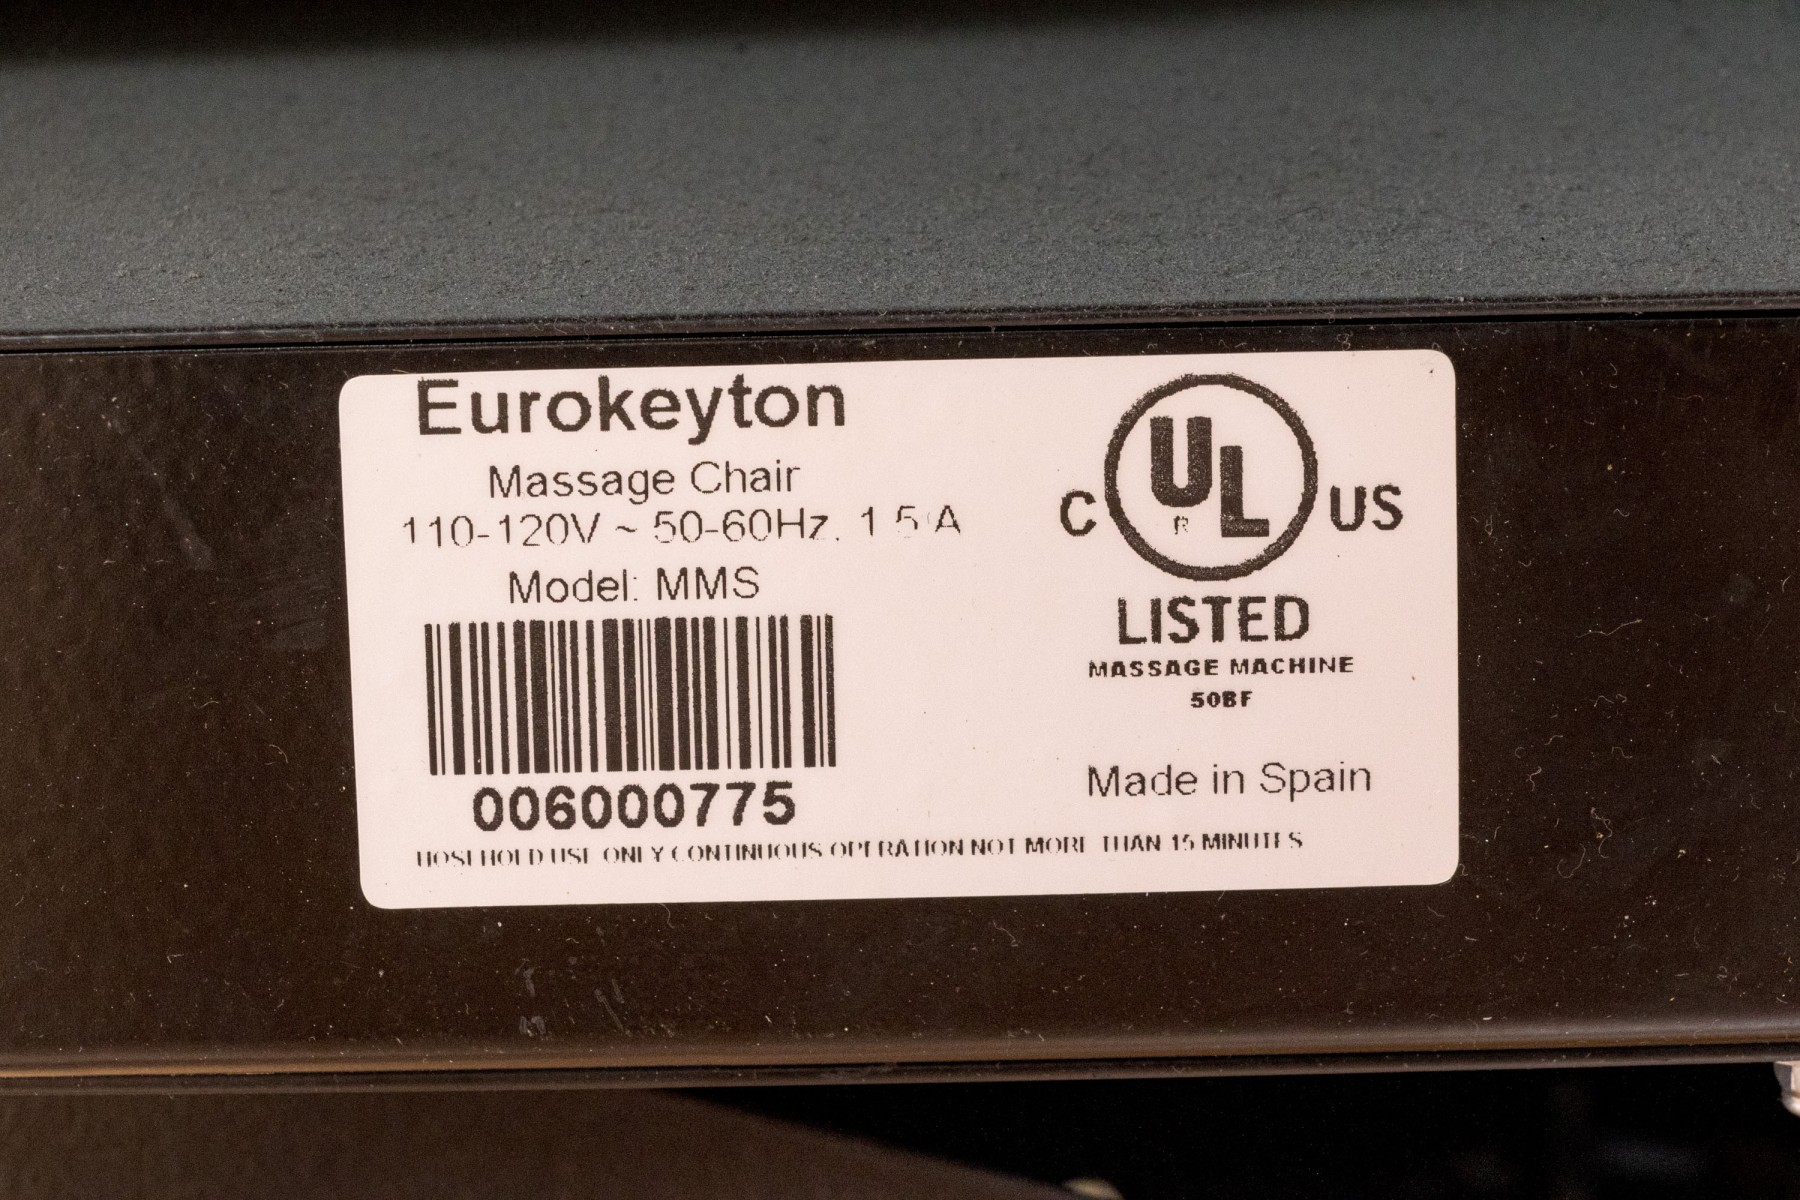 Eurokeyton
Massage Chair
110-120V ~ 50-60Hz. 1.5 A
Model: MMS
006000775
HOSEHOLD USE ONLY CONTINUOUS OPERATION NOT MORE THAN 15 MINUTES
C UL US
R
LISTED
MASSAGE MACHINE
50BF
Made in Spain